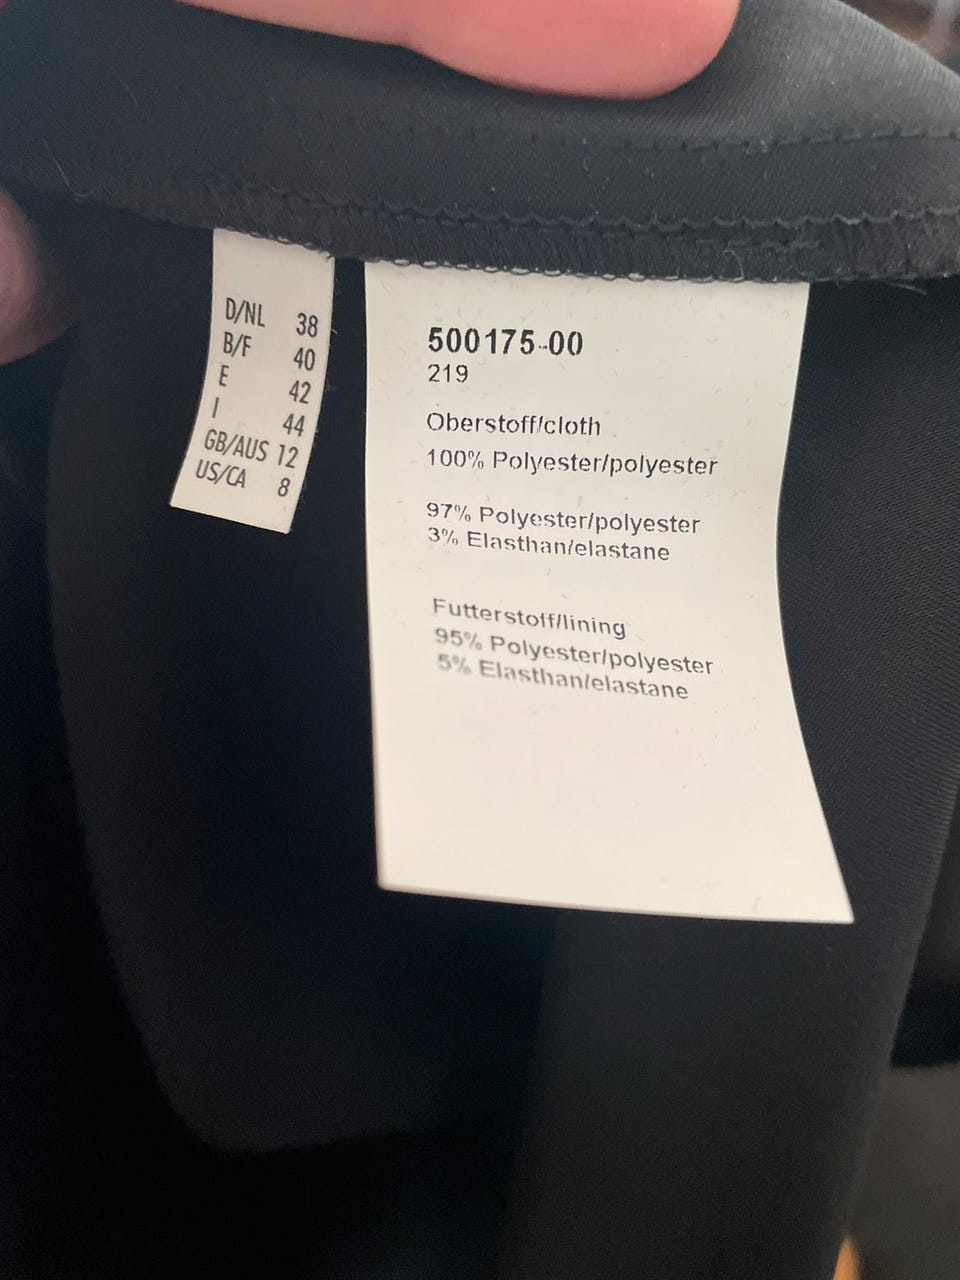 D/NL 38
B/F 40
E 42
I 44
GB/AUS 12
US/CA 8
500175-00
219
Oberstoff/cloth
100% Polyester/polyester
97% Polyester/polyester
3% Elasthan/elastane
Futterstoff/lining
95% Polyester/polyester
5% Elasthan/elastane